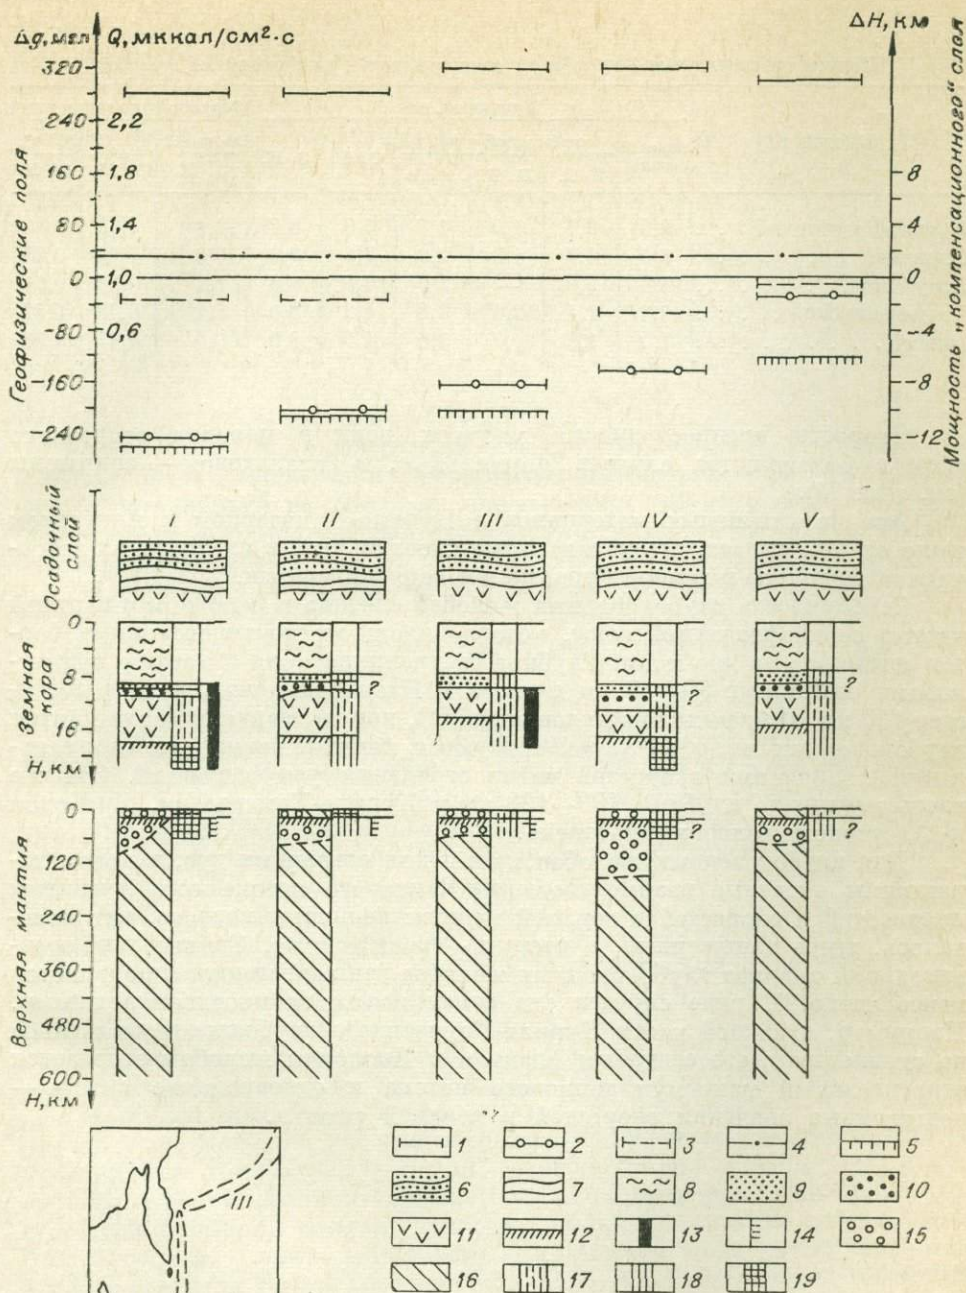 Δg, мгл Q, мккал/см²·с ΔH, км
320
240 2,2
160 1,8 8
80 1,4 4
0 1,0 0
-80 0,6 -4
-160 -8
-240 -12
Геофизические поля
Мощность „компенсационного" слоя
Осадочный слой
I II III IV V
Земная кора
0
8
16
H, км
? ? ?
Верхняя мантия
0
120
240
360
480
600
H, км
? ?
III
1 2 3 4 5
6 7 8 9 10
11 12 13 14 15
16 17 18 19